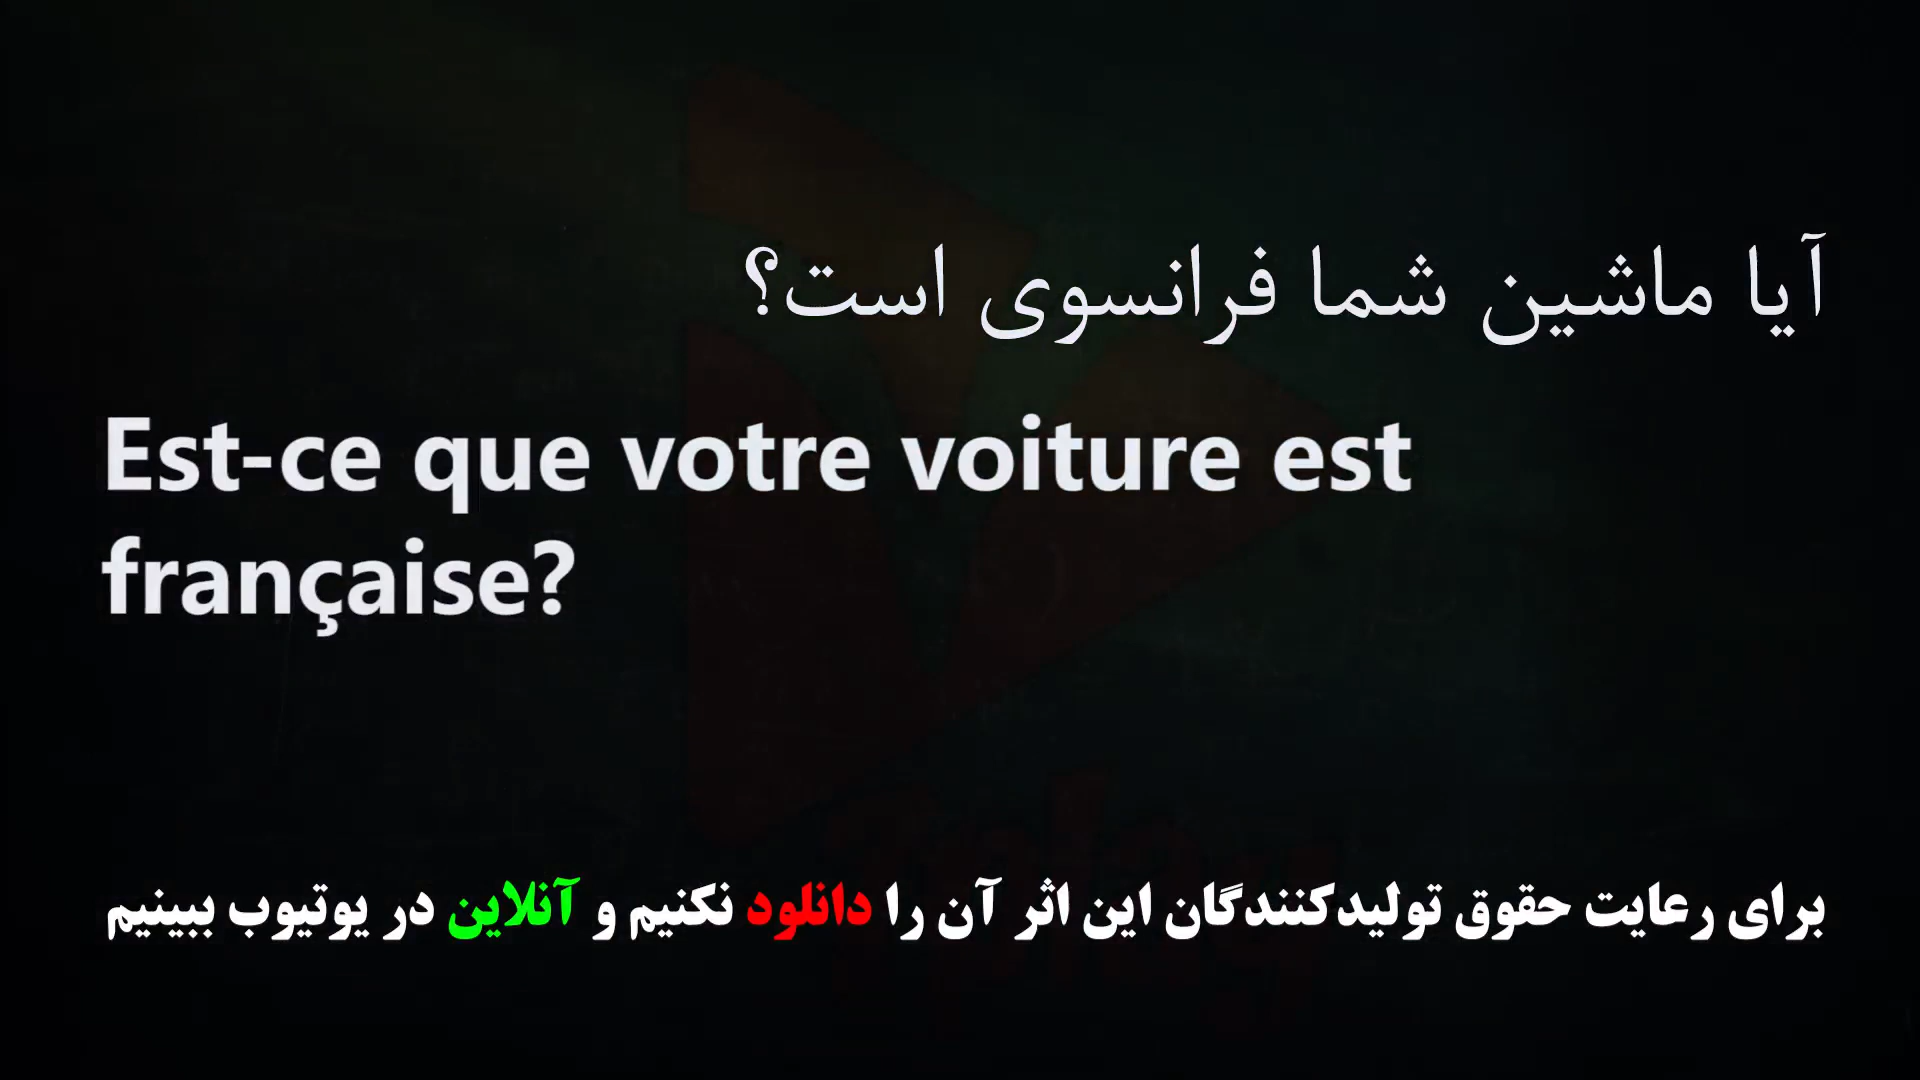 آیا ماشین شما فرانسوی است؟
Est-ce que votre voiture est
française?
برای رعایت حقوق تولیدکنندگان این اثر آن را دانلود نکنیم و آنلاین در یوتیوب ببینیم